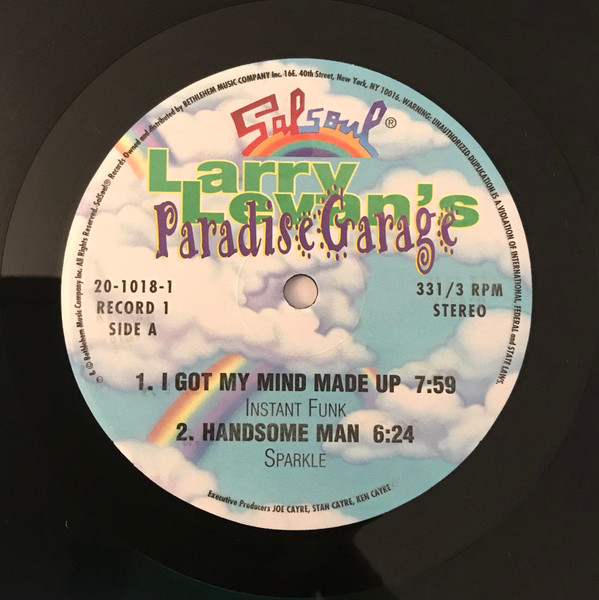 SalSoul® Records Owned and distributed by BETHLEHEM MUSIC COMPANY Inc. 16E. 40th Street, New York, NY 10016. WARNING: UNAUTHORIZED DUPLICATION IS A VIOLATION OF INTERNATIONAL, FEDERAL and STATE LAWS.
Salsoul®
Larry
Levan's
Paradise Garage
20-1018-1
RECORD 1
SIDE A
331/3 RPM
STEREO
1. I GOT MY MIND MADE UP 7:59
INSTANT FUNK
2. HANDSOME MAN 6:24
SPARKLE
Executive Producers JOE CAYRE, STAN CAYRE, KEN CAYRE
Bethlehem Music Company Inc. All Rights Reserved.